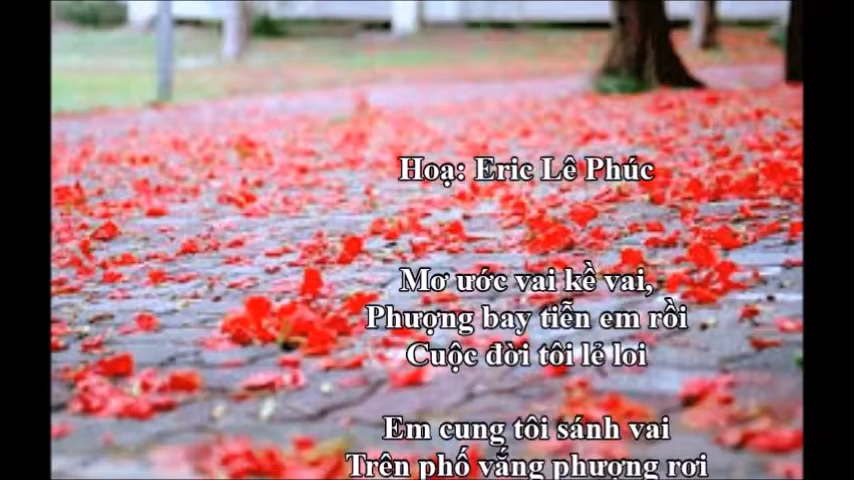 Hoạ: Eric Lê Phúc
Mơ ước vai kề vai,
Phượng bay tiễn em rồi
Cuộc đời tôi lẻ loi
Em cung tôi sánh vai
Trên phố vắng phượng rơi